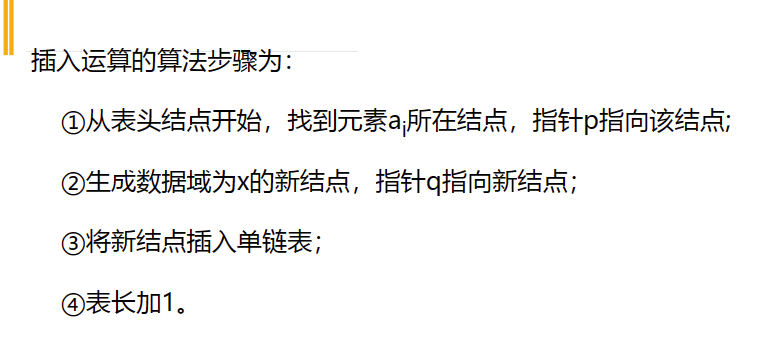 插入运算的算法步骤为：
①从表头结点开始，找到元素aᵢ所在结点，指针p指向该结点;
②生成数据域为x的新结点，指针q指向新结点；
③将新结点插入单链表；
④表长加1。